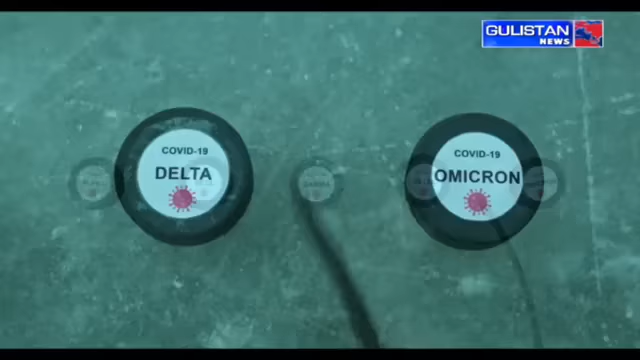 GULISTAN
NEWS
COVID-19
DELTA
COVID-19
OMICRON